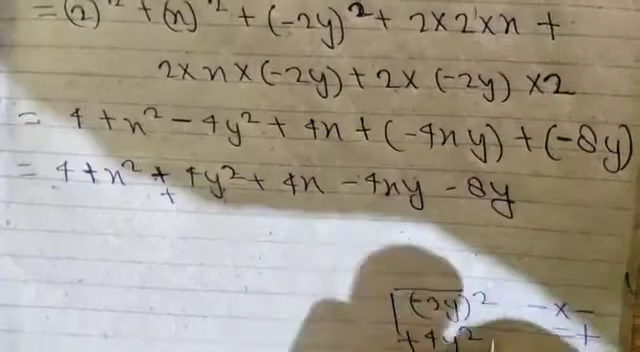 = (2)² + (x)² + (-2y)² + 2×2×x +
2×x×(-2y) + 2×(-2y)×2
= 4 + x² - 4y² + 4x + (-4xy) + (-8y)
= 4 + x² + 4y² + 4x - 4xy - 8y
+
(-2y)² -×-
+4y² = +